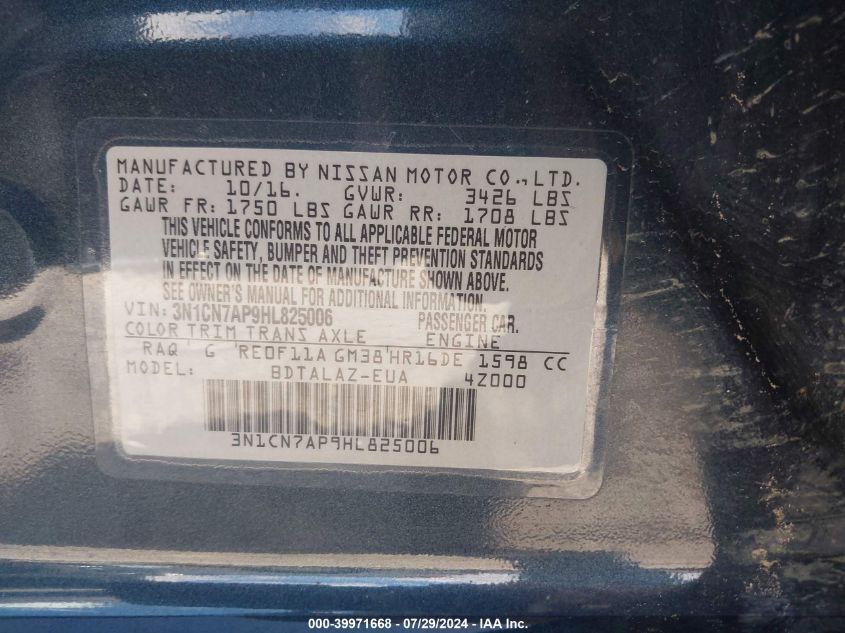 MANUFACTURED BY NISSAN MOTOR CO.,LTD.
DATE: 10/16. GVWR: 3426 LBS
GAWR FR: 1750 LBS GAWR RR: 1708 LBS
THIS VEHICLE CONFORMS TO ALL APPLICABLE FEDERAL MOTOR
VEHICLE SAFETY, BUMPER AND THEFT PREVENTION STANDARDS
IN EFFECT ON THE DATE OF MANUFACTURE SHOWN ABOVE.
SEE OWNER'S MANUAL FOR ADDITIONAL INFORMATION.
VIN: 3N1CN7AP9HL825006 PASSENGER CAR.
COLOR TRIM TRANS AXLE ENGINE
RAQ G RE0F11A GM38 HR16DE 1598 CC
MODEL: BDTALAZ-EUA 4Z000
3N1CN7AP9HL825006
000-39971668 - 07/29/2024 - IAA Inc.